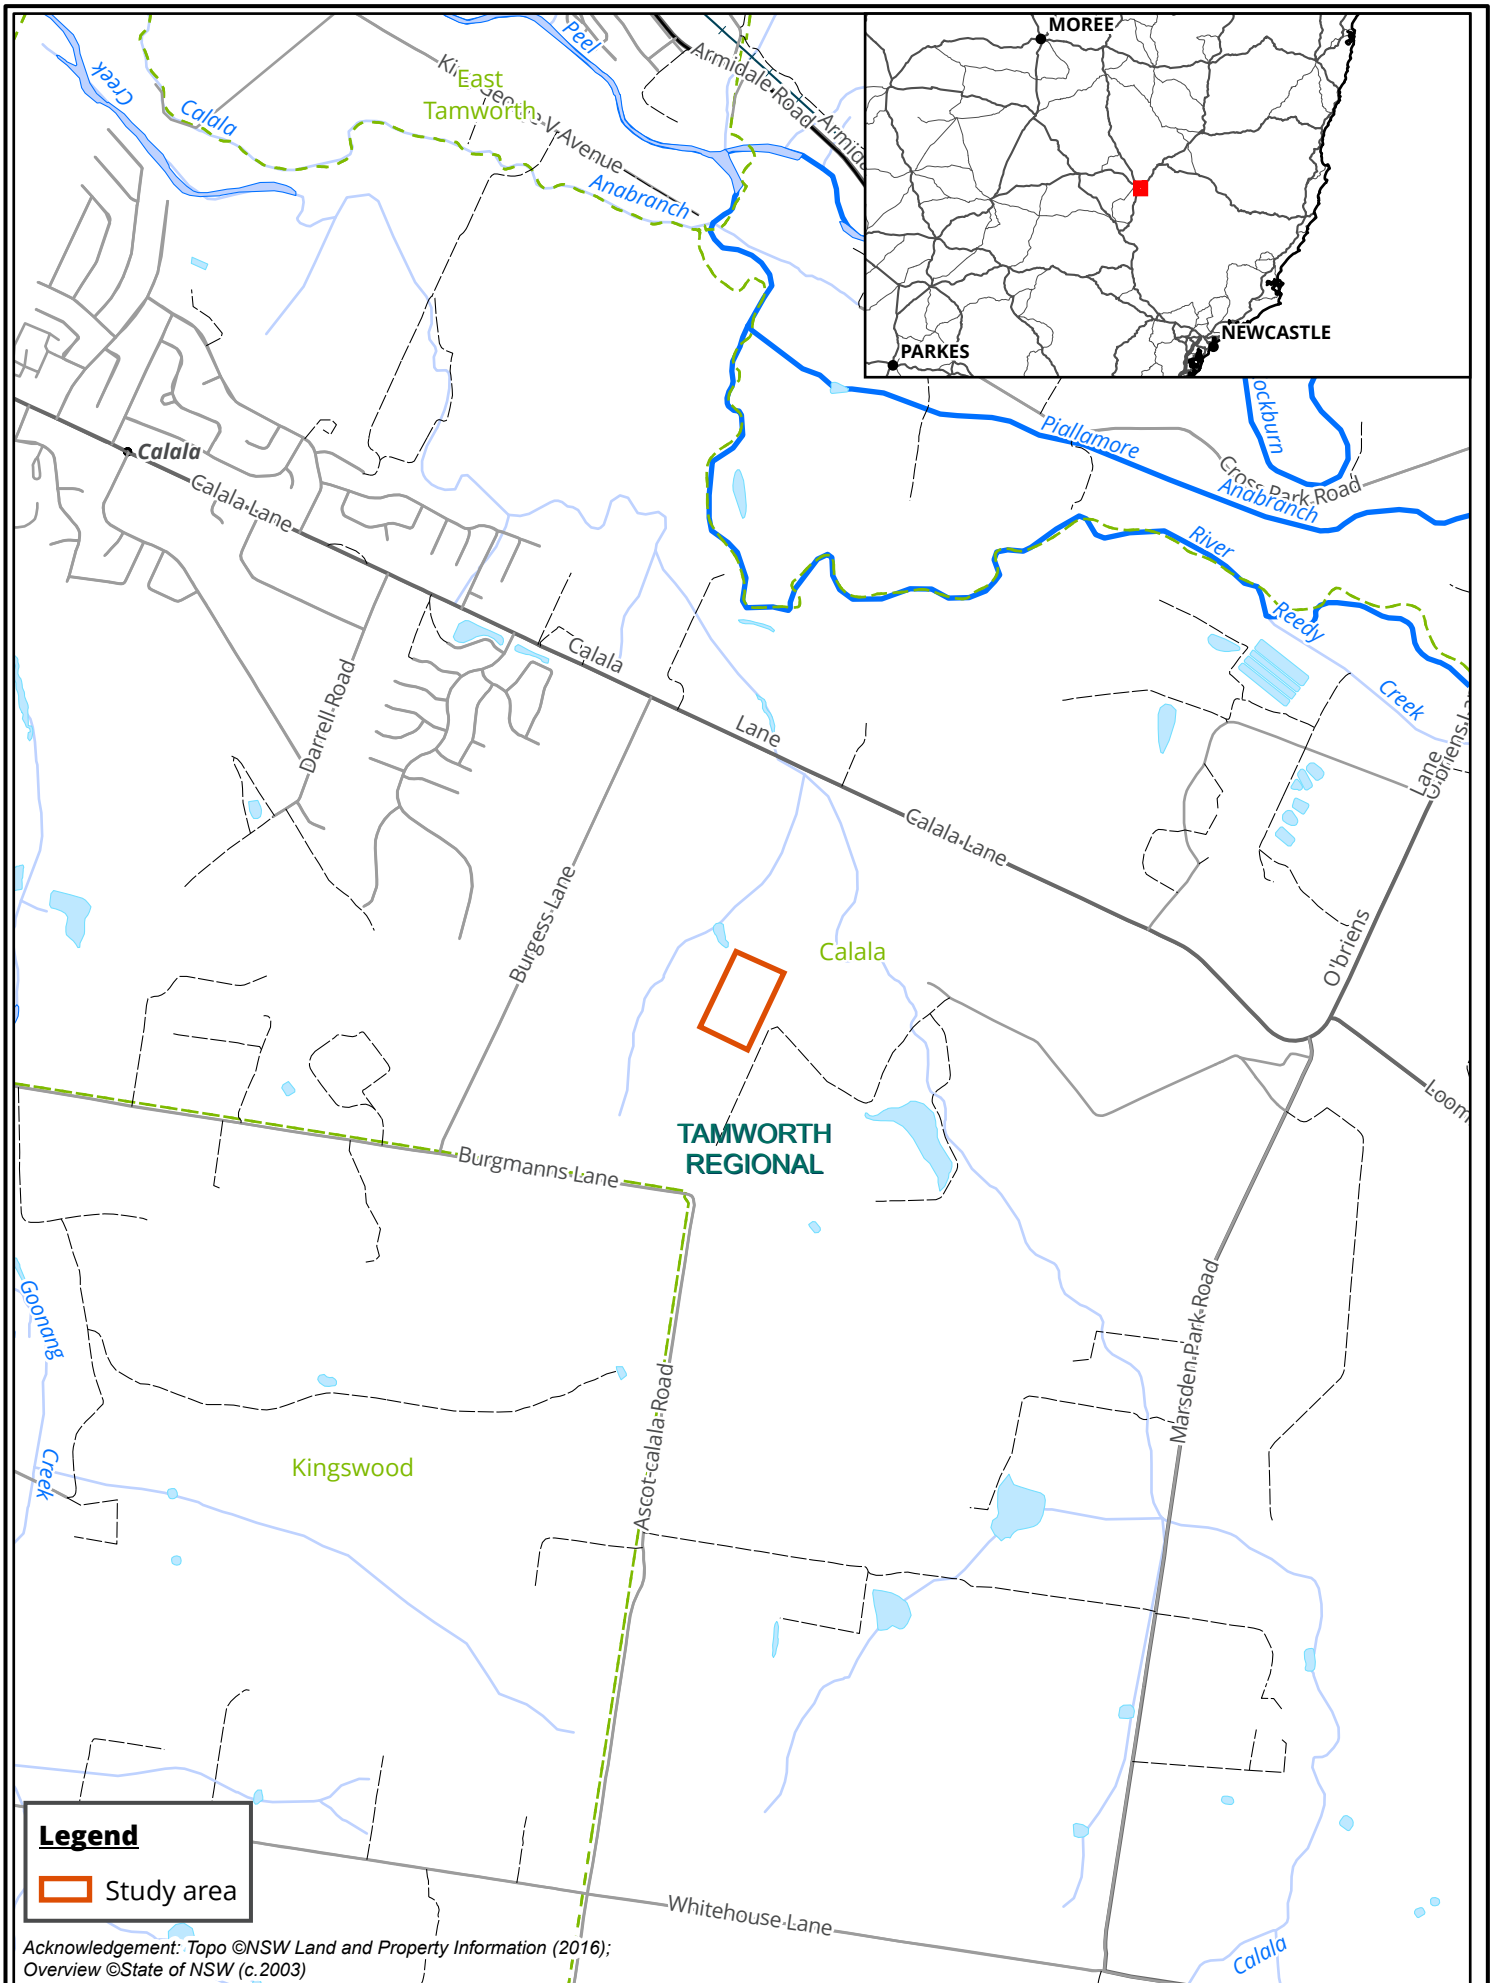 MOREE
NEWCASTLE
PARKES
Peel
Armidale Road
East
Tamworth
George V Avenue
Creek
Calala
Anabranch
Piallamore
Anabranch
Cross Park Road
River
Reedy
Creek
Calala
Calala Lane
Calala
Lane
Calala Lane
Darrell Road
Burgess Lane
O'briens
Lane
Calala
TAMWORTH
REGIONAL
Burgmanns Lane
Ascot-calala Road
Marsden Park Road
Goonang
Creek
Kingswood
Whitehouse Lane
Calala
Legend
Study area
Acknowledgement: Topo ©NSW Land and Property Information (2016);
Overview ©State of NSW (c.2003)